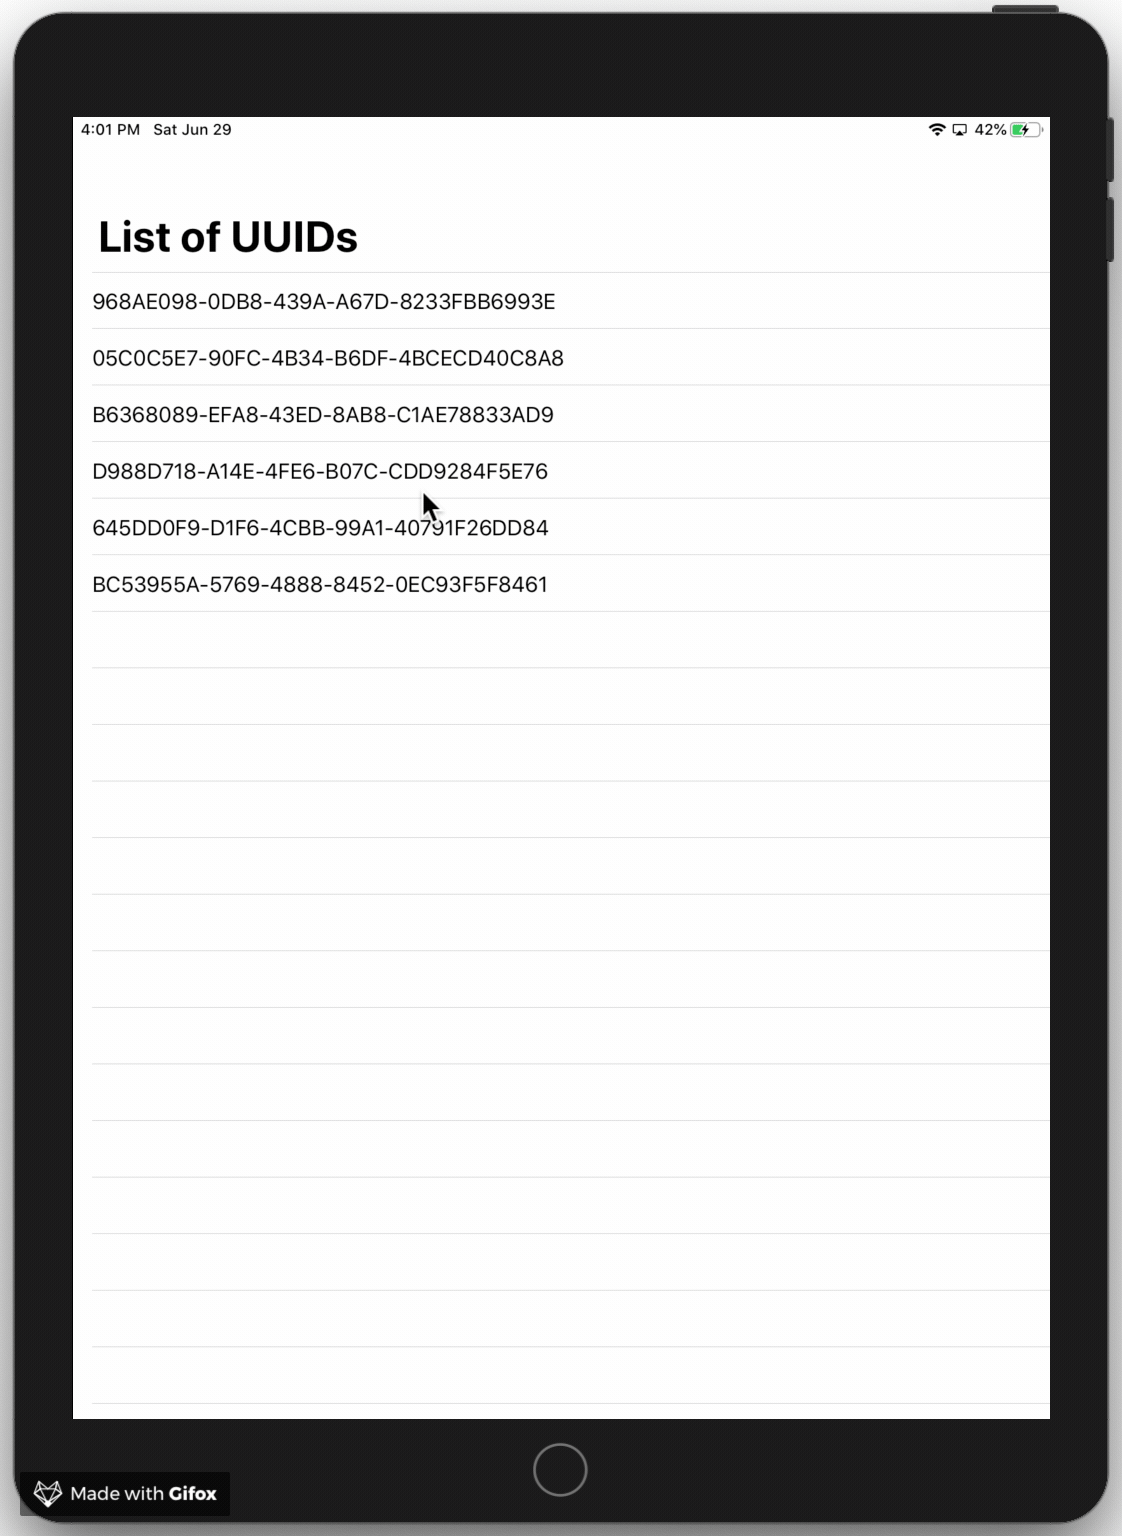 4:01 PM Sat Jun 29 42%
List of UUIDs
968AE098-0DB8-439A-A67D-8233FBB6993E
05C0C5E7-90FC-4B34-B6DF-4BCECD40C8A8
B6368089-EFA8-43ED-8AB8-C1AE78833AD9
D988D718-A14E-4FE6-B07C-CDD9284F5E76
645DD0F9-D1F6-4CBB-99A1-40791F26DD84
BC53955A-5769-4888-8452-0EC93F5F8461
Made with Gifox